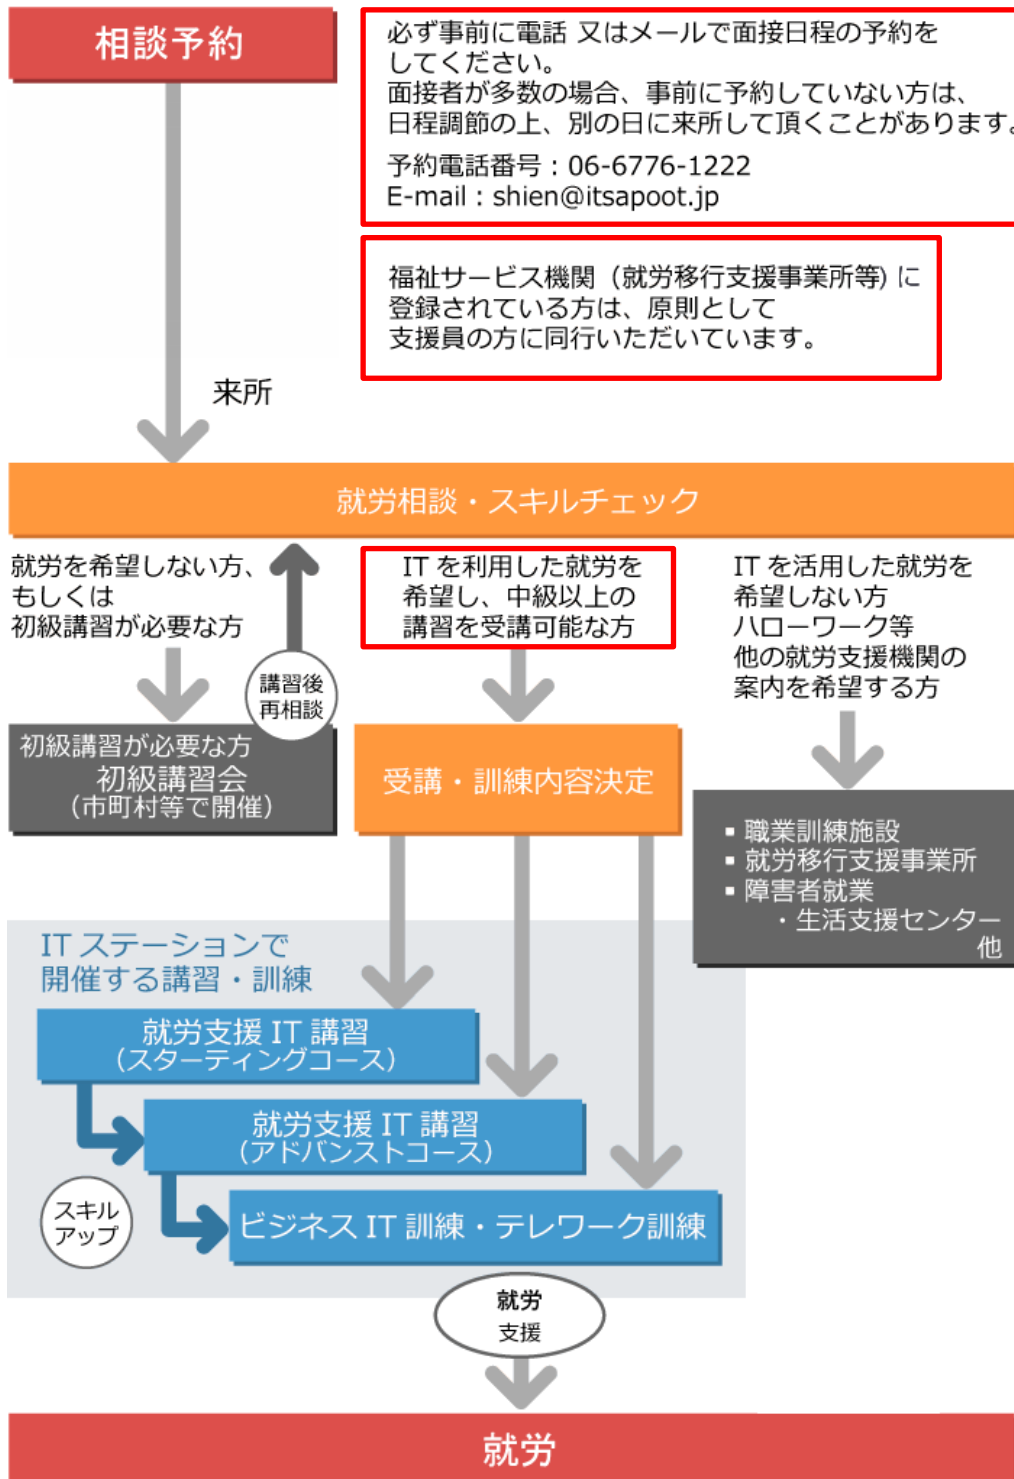 相談予約
必ず事前に電話 又はメールで面接日程の予約を
してください。
面接者が多数の場合、事前に予約していない方は、
日程調節の上、別の日に来所して頂くことがあります。
予約電話番号：06-6776-1222
E-mail：shien@itsapoot.jp
福祉サービス機関（就労移行支援事業所等）に
登録されている方は、原則として
支援員の方に同行いただいています。
来所
就労相談・スキルチェック
就労を希望しない方、
もしくは
初級講習が必要な方
講習後
再相談
IT を利用した就労を
希望し、中級以上の
講習を受講可能な方
IT を活用した就労を
希望しない方
ハローワーク等
他の就労支援機関の
案内を希望する方
初級講習が必要な方
初級講習会
（市町村等で開催）
受講・訓練内容決定
▪ 職業訓練施設
▪ 就労移行支援事業所
▪ 障害者就業
・生活支援センター
他
IT ステーションで
開催する講習・訓練
就労支援 IT 講習
（スターティングコース）
就労支援 IT 講習
（アドバンストコース）
スキル
アップ
ビジネス IT 訓練・テレワーク訓練
就労
支援
就労